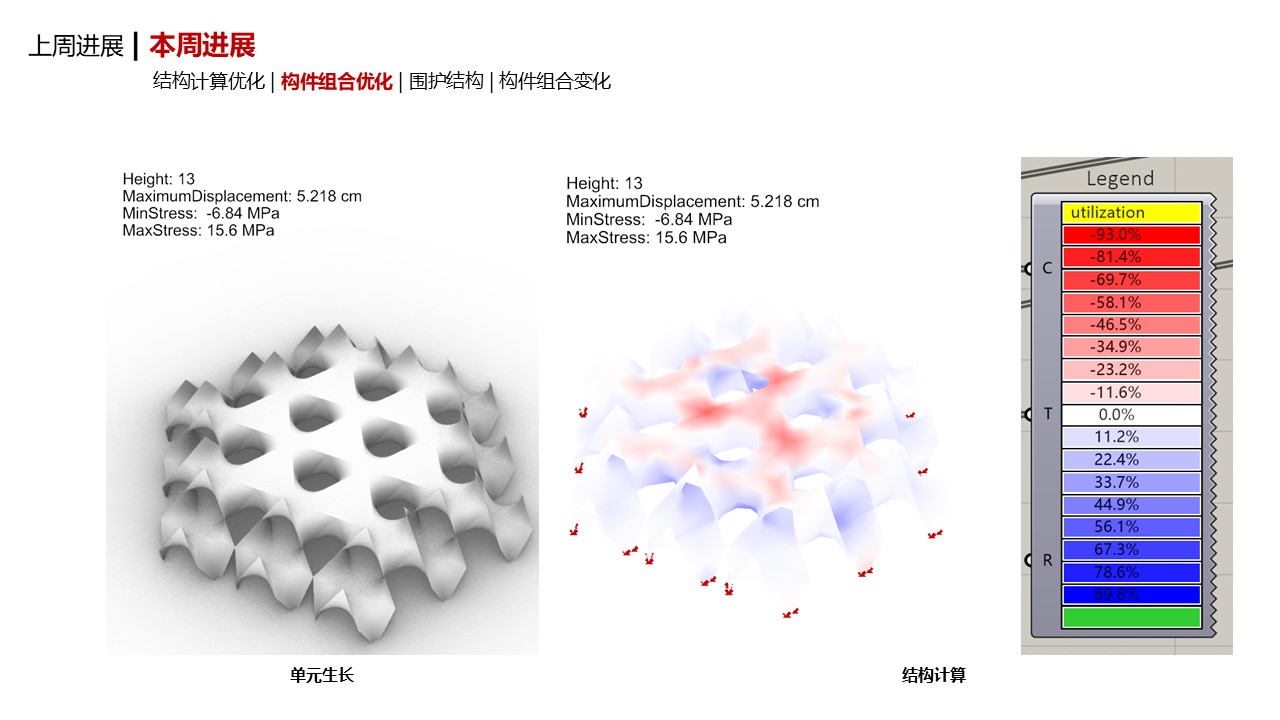 上周进展 | 本周进展
结构计算优化 | 构件组合优化 | 围护结构 | 构件组合变化
Height: 13
MaximumDisplacement: 5.218 cm
MinStress: -6.84 MPa
MaxStress: 15.6 MPa
Height: 13
MaximumDisplacement: 5.218 cm
MinStress: -6.84 MPa
MaxStress: 15.6 MPa
Legend
utilization
-93.0%
-81.4%
C
-69.7%
-58.1%
-46.5%
-34.9%
-23.2%
-11.6%
T
0.0%
11.2%
22.4%
33.7%
44.9%
56.1%
67.3%
R
78.6%
89.8%
单元生长
结构计算